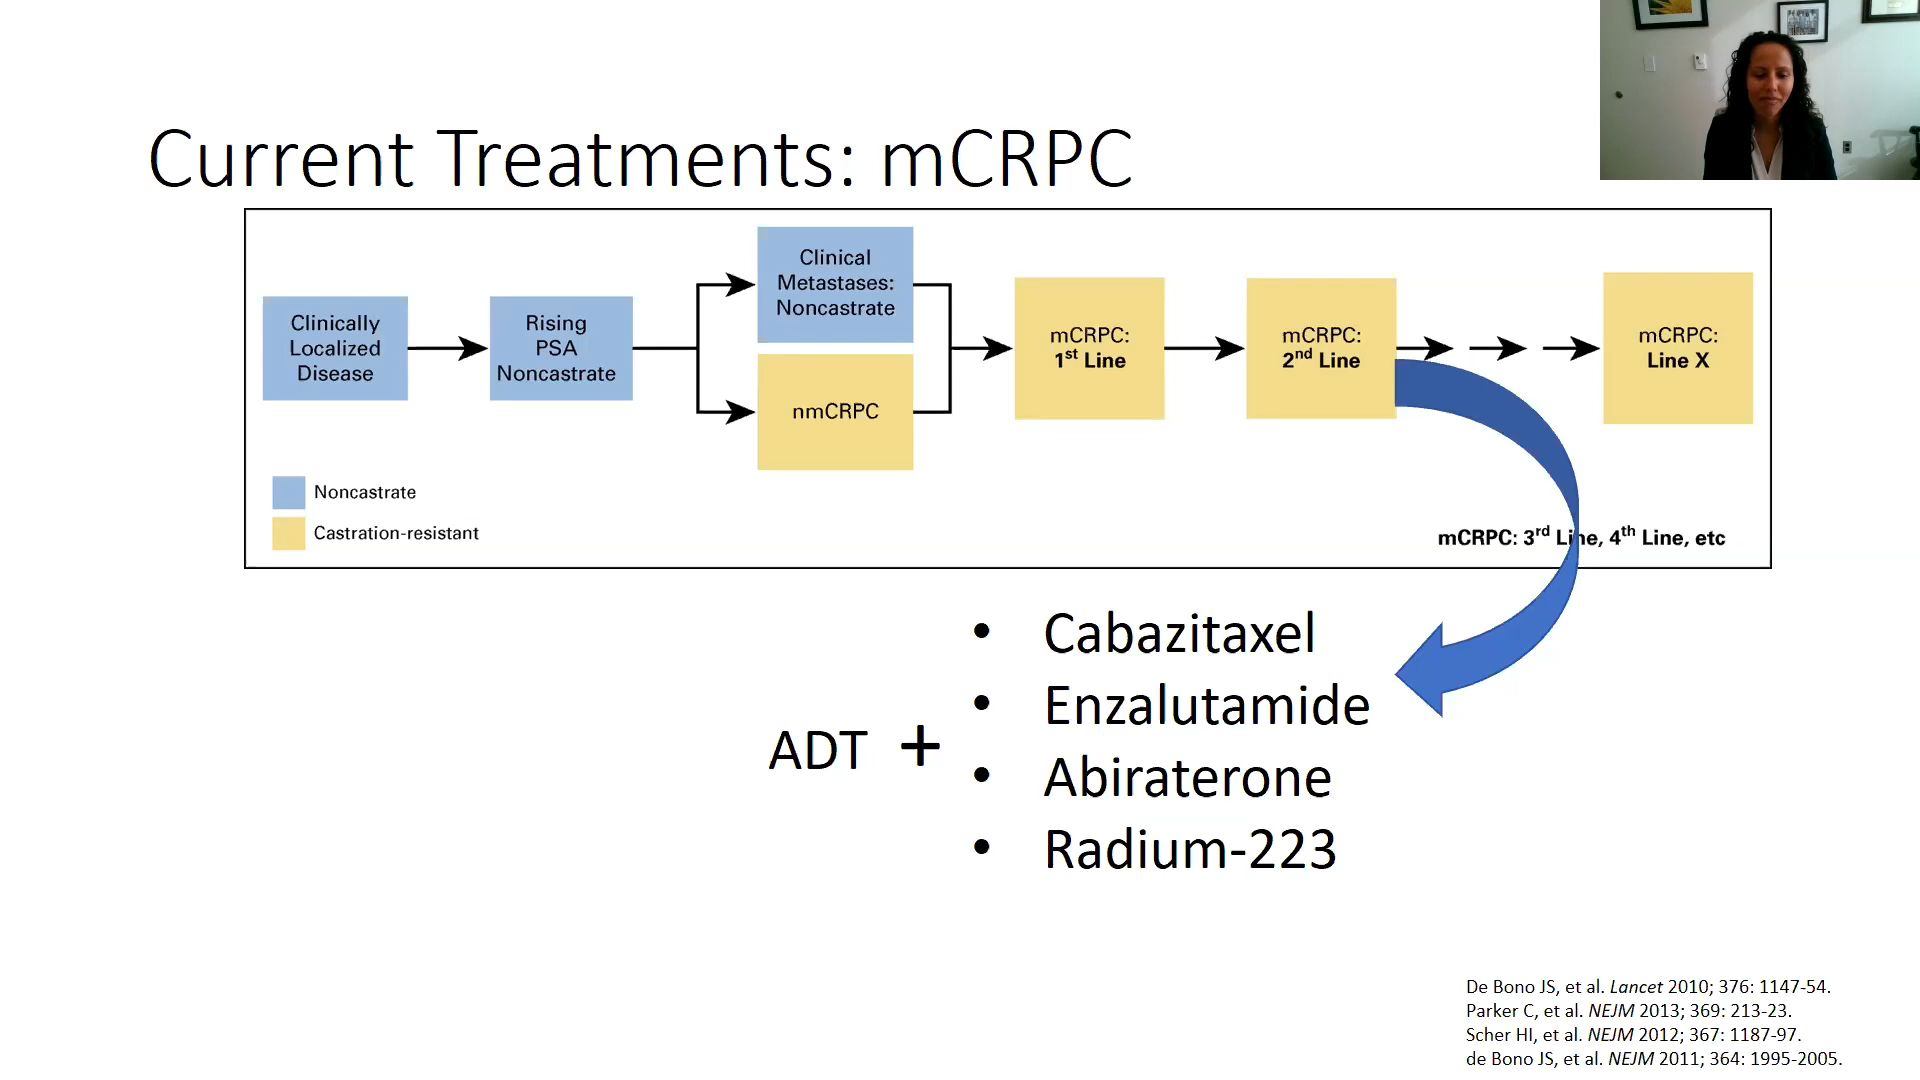 Current Treatments: mCRPC
Clinically
Localized
Disease
Rising
PSA
Noncastrate
Clinical
Metastases:
Noncastrate
nmCRPC
mCRPC:
1st Line
mCRPC:
2nd Line
mCRPC:
Line X
Noncastrate
Castration-resistant
mCRPC: 3rd Line, 4th Line, etc
ADT +
• Cabazitaxel
• Enzalutamide
• Abiraterone
• Radium-223
De Bono JS, et al. Lancet 2010; 376: 1147-54.
Parker C, et al. NEJM 2013; 369: 213-23.
Scher HI, et al. NEJM 2012; 367: 1187-97.
de Bono JS, et al. NEJM 2011; 364: 1995-2005.